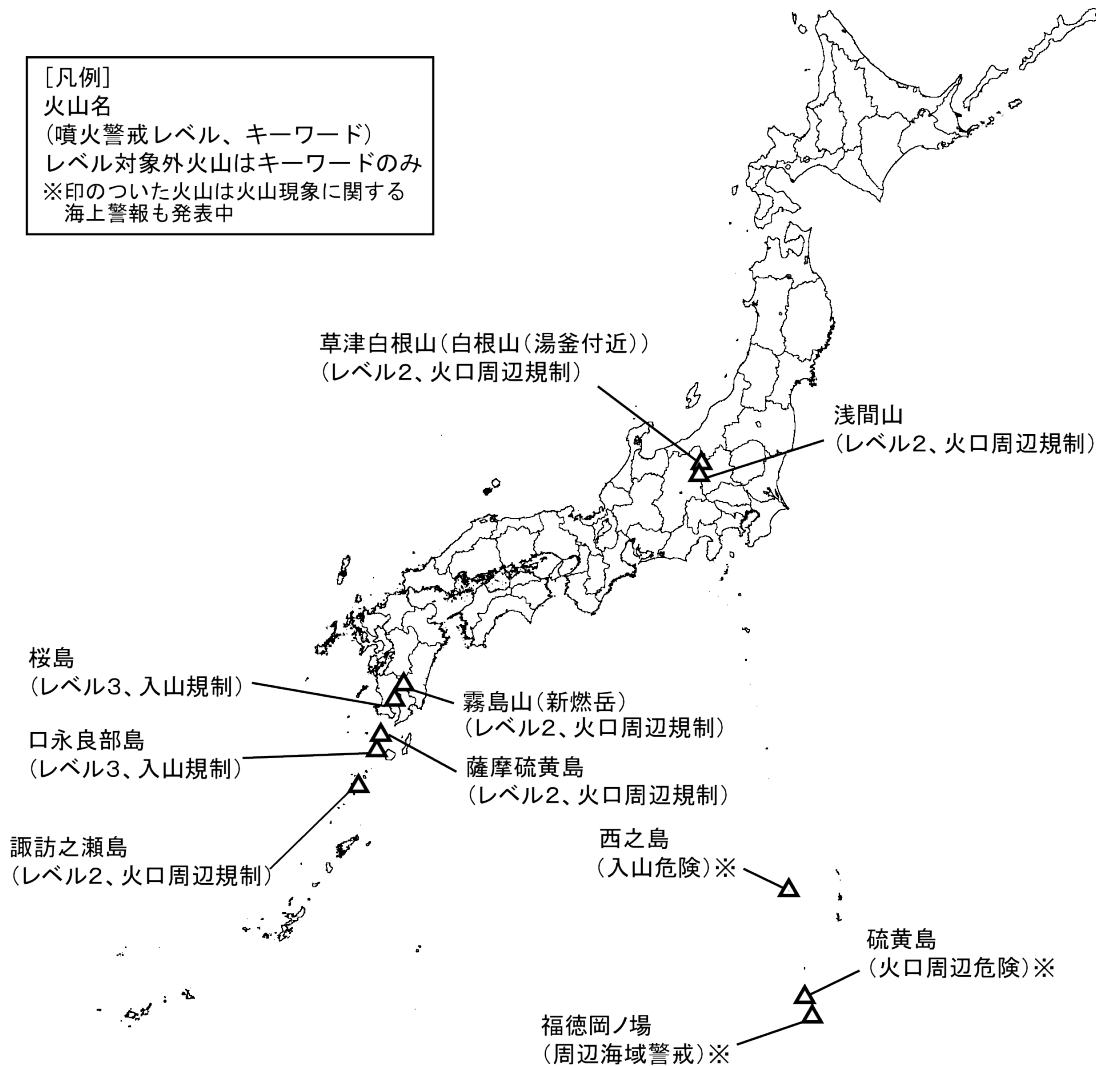 [凡例]
火山名
(噴火警戒レベル、キーワード)
レベル対象外火山はキーワードのみ
※印のついた火山は火山現象に関する
海上警報も発表中
草津白根山(白根山(湯釜付近))
(レベル2、火口周辺規制)
浅間山
(レベル2、火口周辺規制)
桜島
(レベル3、入山規制)
霧島山(新燃岳)
(レベル2、火口周辺規制)
口永良部島
(レベル3、入山規制)
薩摩硫黄島
(レベル2、火口周辺規制)
諏訪之瀬島
(レベル2、火口周辺規制)
西之島
(入山危険)※
硫黄島
(火口周辺危険)※
福徳岡ノ場
(周辺海域警戒)※